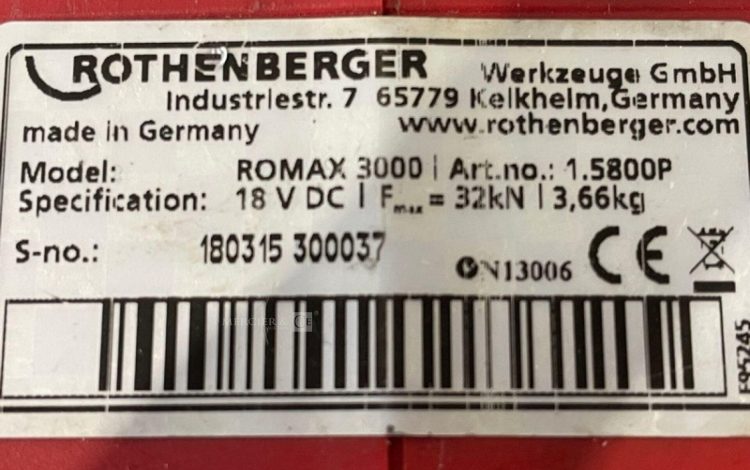 ROTHENBERGER Werkzeuge GmbH
Industriestr. 7 65779 Kelkheim, Germany
made in Germany www.rothenberger.com
Model: ROMAX 3000 | Art.no.: 1.5800P
Specification: 18 V DC | Fmax = 32kN | 3,66kg
S-no.: 180315 300037
N13006 CE
MERCIER &